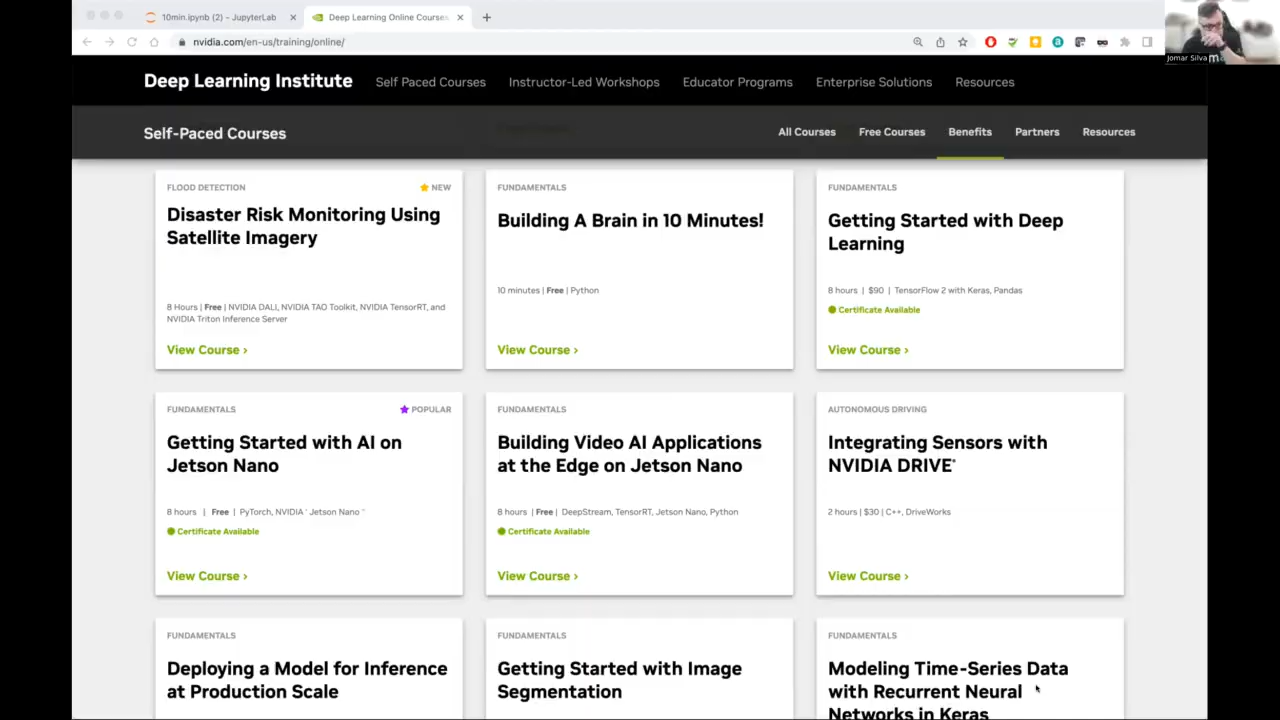 10min.ipynb (2) - JupyterLab
Deep Learning Online Courses
nvidia.com/en-us/training/online/
Jomar Silva
Deep Learning Institute
Self Paced Courses
Instructor-Led Workshops
Educator Programs
Enterprise Solutions
Resources
Self-Paced Courses
All Courses
Free Courses
Benefits
Partners
Resources
FLOOD DETECTION
NEW
Disaster Risk Monitoring Using
Satellite Imagery
8 Hours | Free | NVIDIA DALI, NVIDIA TAO Toolkit, NVIDIA TensorRT, and
NVIDIA Triton Inference Server
View Course >
FUNDAMENTALS
Building A Brain in 10 Minutes!
10 minutes | Free | Python
View Course >
FUNDAMENTALS
Getting Started with Deep
Learning
8 hours | $90 | TensorFlow 2 with Keras, Pandas
Certificate Available
View Course >
FUNDAMENTALS
POPULAR
Getting Started with AI on
Jetson Nano
8 hours | Free | PyTorch, NVIDIA Jetson Nano
Certificate Available
View Course >
FUNDAMENTALS
Building Video AI Applications
at the Edge on Jetson Nano
8 hours | Free | DeepStream, TensorRT, Jetson Nano, Python
Certificate Available
View Course >
AUTONOMOUS DRIVING
Integrating Sensors with
NVIDIA DRIVE
2 hours | $30 | C++, DriveWorks
View Course >
FUNDAMENTALS
Deploying a Model for Inference
at Production Scale
FUNDAMENTALS
Getting Started with Image
Segmentation
FUNDAMENTALS
Modeling Time-Series Data
with Recurrent Neural
Networks in Keras